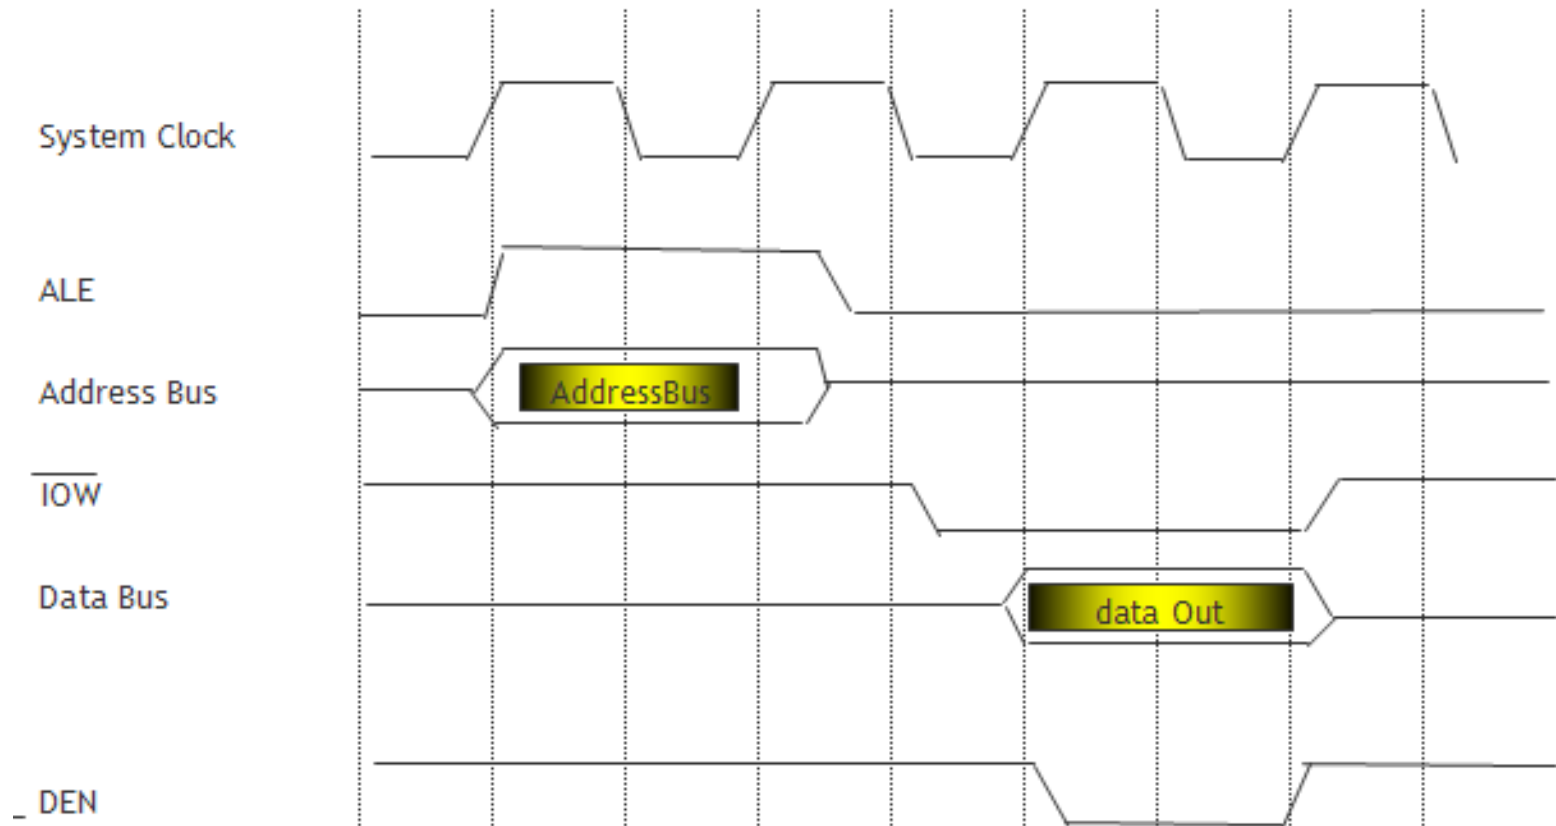 System Clock
ALE
Address Bus
AddressBus
IOW
Data Bus
data Out
_ DEN